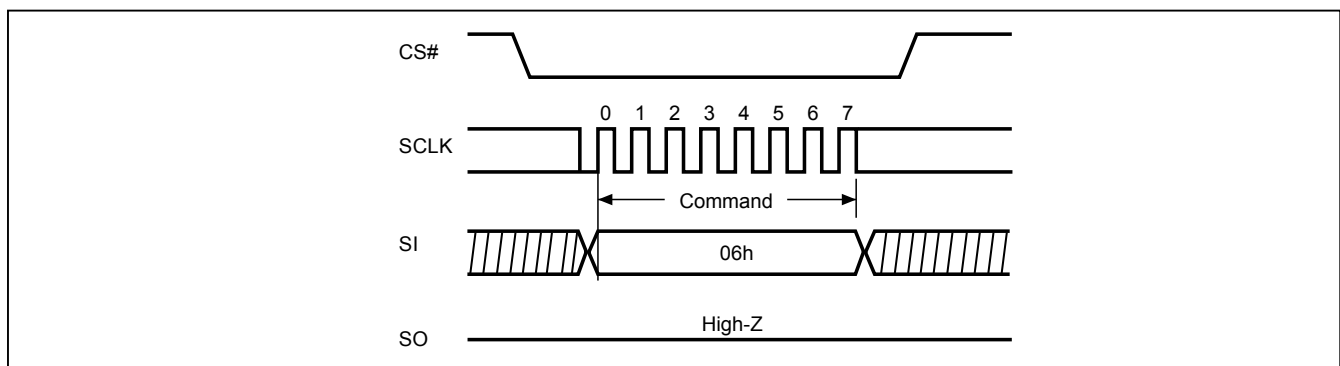 CS#
0 1 2 3 4 5 6 7
SCLK
Command
SI
06h
High-Z
SO